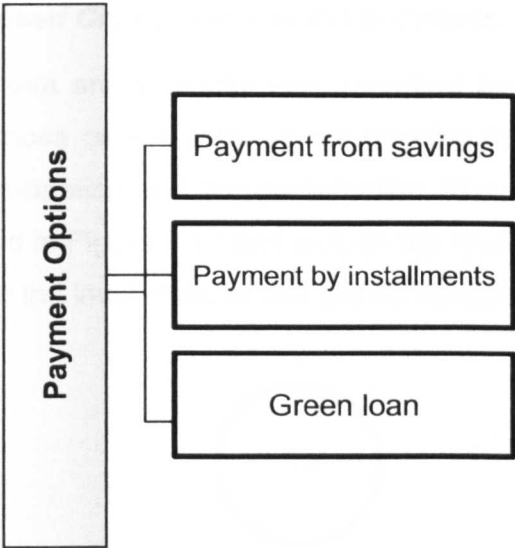 Payment Options
Payment from savings
Payment by installments
Green loan